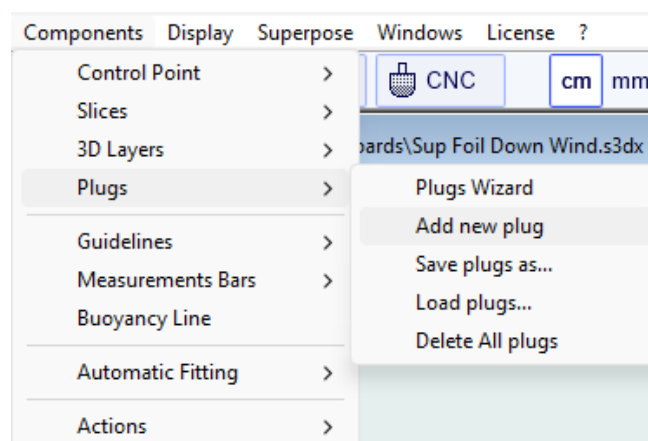 Components Display Superpose Windows License ?
Control Point
CNC cm mm
Slices
3D Layers
ards\Sup Foil Down Wind.s3dx
Plugs
Plugs Wizard
Add new plug
Guidelines
Save plugs as...
Measurements Bars
Load plugs...
Buoyancy Line
Delete All plugs
Automatic Fitting
Actions